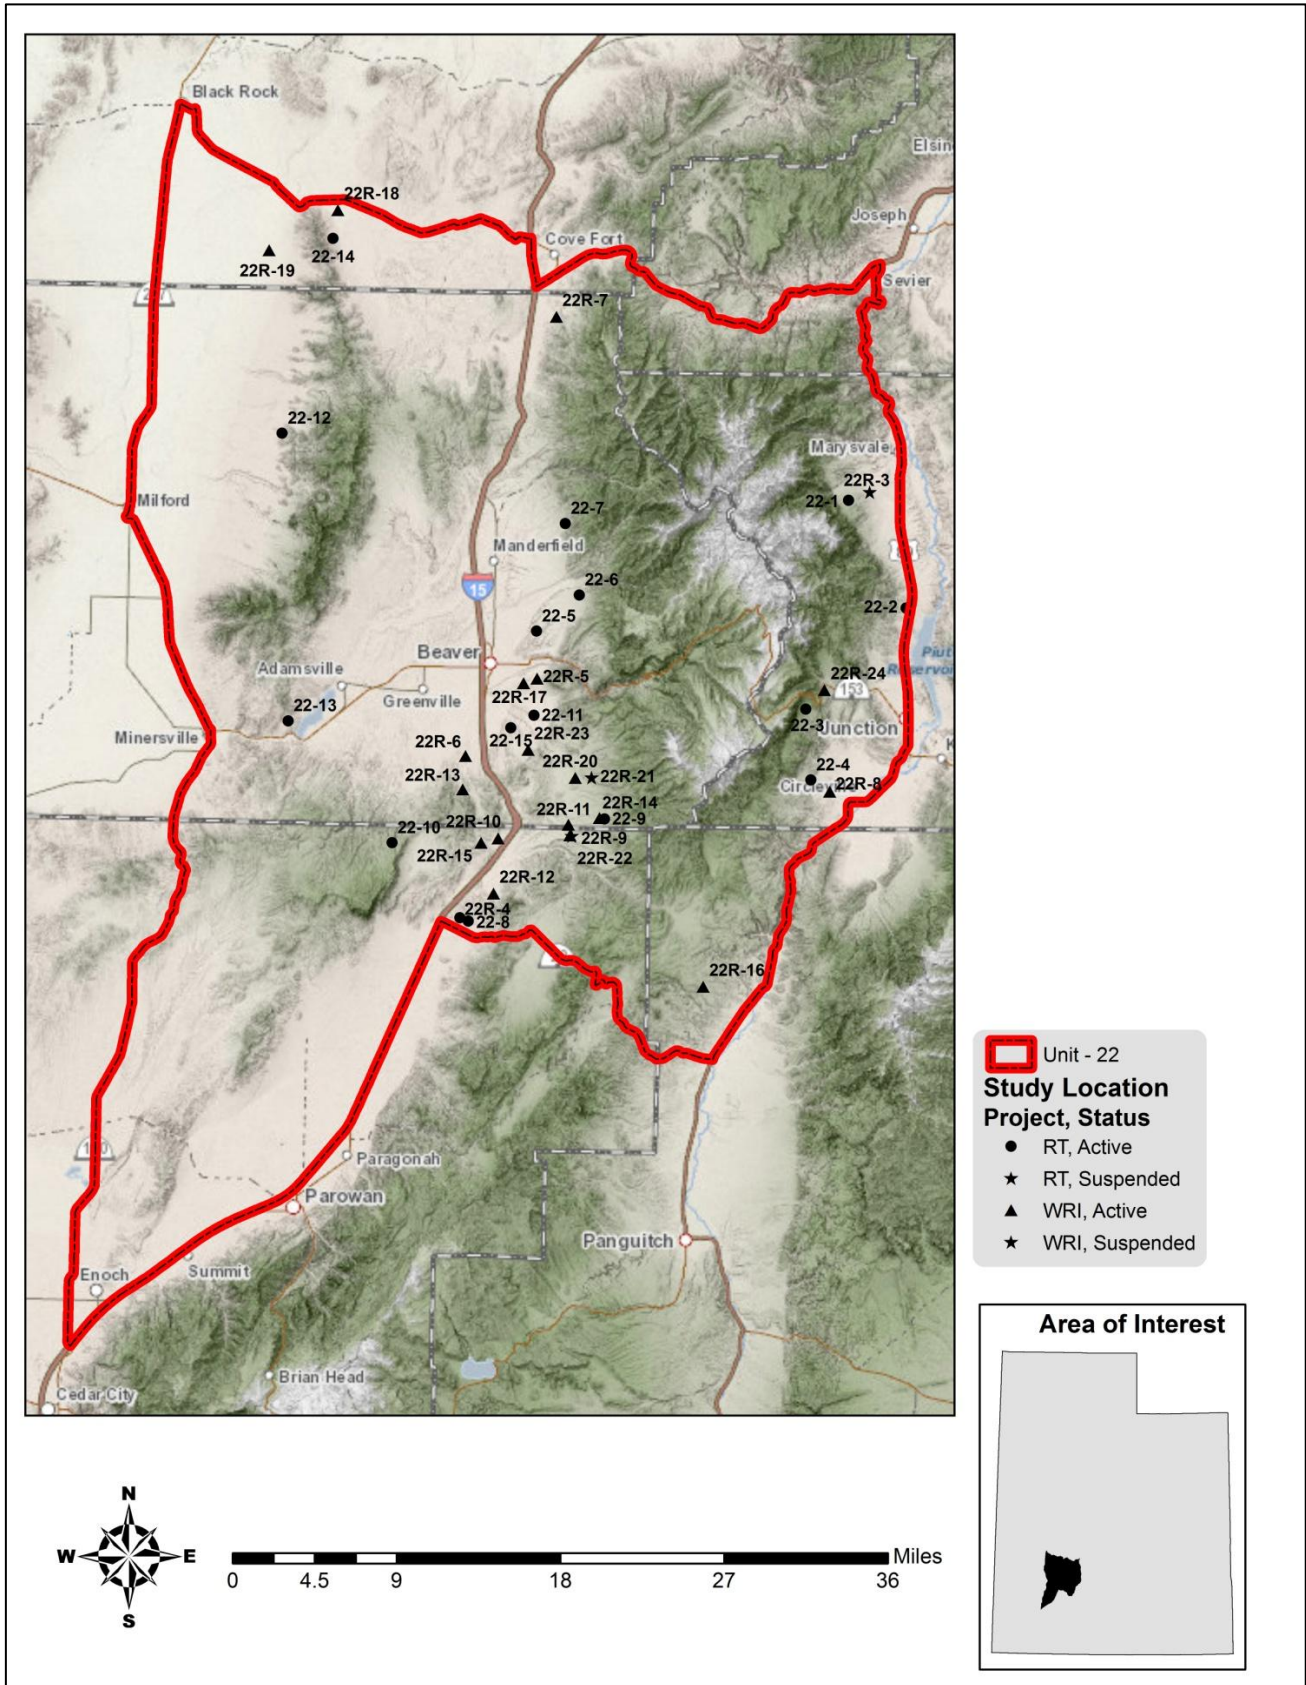 Black Rock
Elsin
22R-18
Joseph
Cove Fort
22-14
22R-19
Sevier
22R-7
22-12
Marysvale
22R-3
22-1
Milford
22-7
Manderfield
22-6
15
22-2
22-5
Beaver
Piut
Reservoir
Adamsville
22R-5
22R-24
153
Greenville
22R-17
22-13
22-11
22-3
Junction
Minersville
22-15
22R-23
22R-6
K
22R-20
22R-21
22-4
22R-13
Circleville
22R-8
22R-14
22R-11
22-9
22-10
22R-10
22R-9
22R-15
22R-22
22R-12
22R-4
22-8
22R-16
Unit - 22
Study Location
Project, Status
RT, Active
RT, Suspended
WRI, Active
WRI, Suspended
Paragonah
Parowan
Panguitch
Summit
Enoch
Brian Head
Cedar City
Area of Interest
N
W E
S
Miles
0 4.5 9 18 27 36